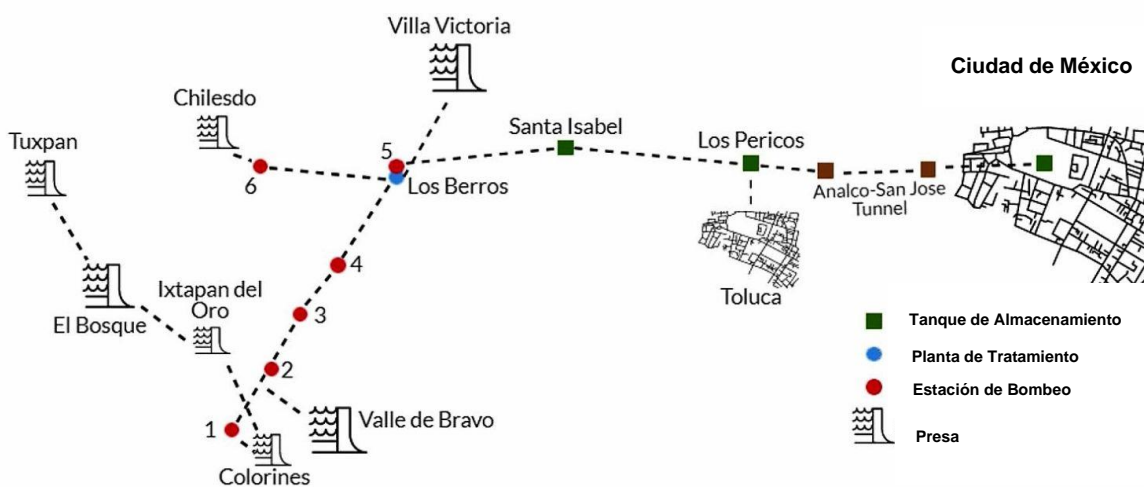 Villa Victoria
Ciudad de México
Chilesdo
Santa Isabel
Tuxpan
Los Pericos
5
6
Los Berros
Analco-San Jose
Tunnel
4
Ixtapan del
Oro
El Bosque
3
Toluca
Tanque de Almacenamiento
Planta de Tratamiento
2
Estación de Bombeo
1
Valle de Bravo
Presa
Colorines